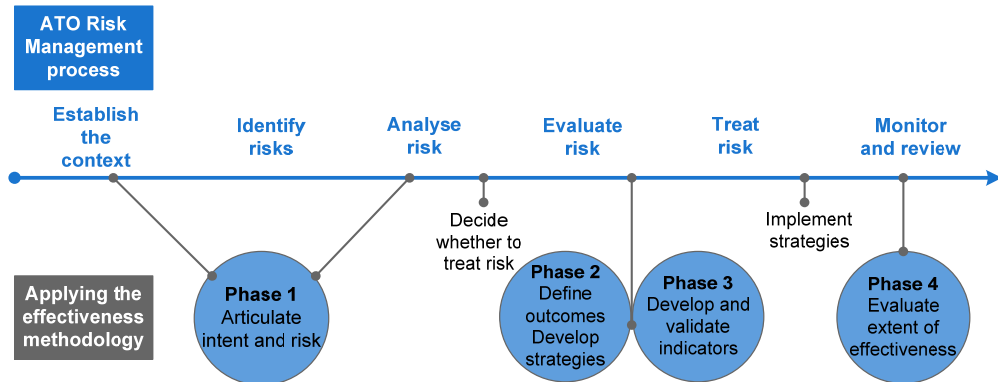 ATO Risk
Management
process
Establish
the
context
Identify
risks
Analyse
risk
Evaluate
risk
Treat
risk
Monitor
and review
Decide
whether to
treat risk
Implement
strategies
Applying the
effectiveness
methodology
Phase 1
Articulate
intent and risk
Phase 2
Define
outcomes
Develop
strategies
Phase 3
Develop and
validate
indicators
Phase 4
Evaluate
extent of
effectiveness